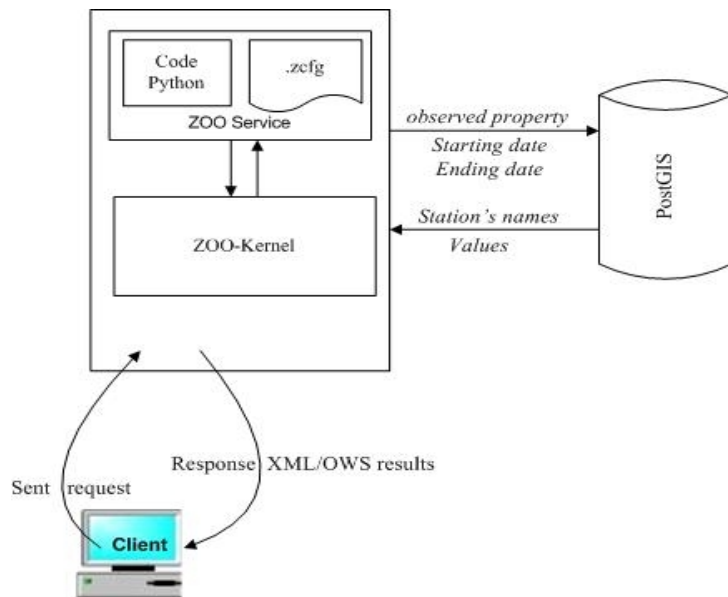 Code
Python
.zcfg
ZOO Service
ZOO-Kernel
observed property
Starting date
Ending date
Station's names
Values
PostGIS
Sent request
Response XML/OWS results
Client